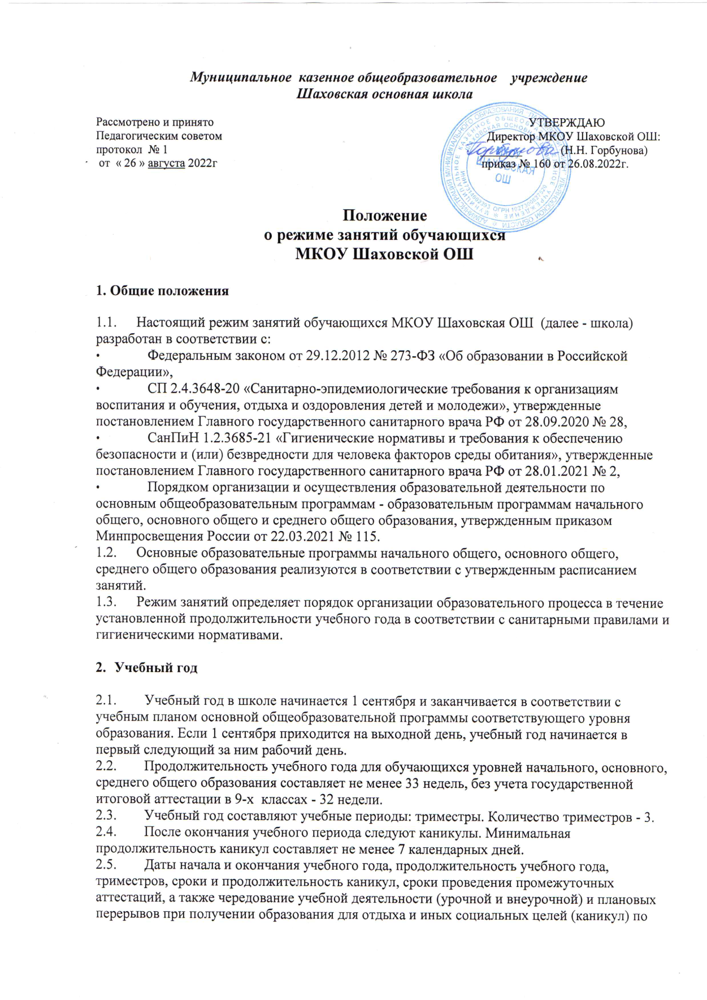 Муниципальное казенное общеобразовательное учреждение
Шаховская основная школа
Рассмотрено и принято
Педагогическим советом
протокол № 1
от « 26 » августа 2022г
УТВЕРЖДАЮ
Директор МКОУ Шаховской ОШ:
Горбунова (Н.Н. Горбунова)
приказ № 160 от 26.08.2022г.
ШАХОВСКАЯ
ОШ
Положение
о режиме занятий обучающихся
МКОУ Шаховской ОШ
1. Общие положения
1.1. Настоящий режим занятий обучающихся МКОУ Шаховская ОШ (далее - школа)
разработан в соответствии с:
• Федеральным законом от 29.12.2012 № 273-ФЗ «Об образовании в Российской
Федерации»,
• СП 2.4.3648-20 «Санитарно-эпидемиологические требования к организациям
воспитания и обучения, отдыха и оздоровления детей и молодежи», утвержденные
постановлением Главного государственного санитарного врача РФ от 28.09.2020 № 28,
• СанПиН 1.2.3685-21 «Гигиенические нормативы и требования к обеспечению
безопасности и (или) безвредности для человека факторов среды обитания», утвержденные
постановлением Главного государственного санитарного врача РФ от 28.01.2021 № 2,
• Порядком организации и осуществления образовательной деятельности по
основным общеобразовательным программам - образовательным программам начального
общего, основного общего и среднего общего образования, утвержденным приказом
Минпросвещения России от 22.03.2021 № 115.
1.2. Основные образовательные программы начального общего, основного общего,
среднего общего образования реализуются в соответствии с утвержденным расписанием
занятий.
1.3. Режим занятий определяет порядок организации образовательного процесса в течение
установленной продолжительности учебного года в соответствии с санитарными правилами и
гигиеническими нормативами.
2. Учебный год
2.1. Учебный год в школе начинается 1 сентября и заканчивается в соответствии с
учебным планом основной общеобразовательной программы соответствующего уровня
образования. Если 1 сентября приходится на выходной день, учебный год начинается в
первый следующий за ним рабочий день.
2.2. Продолжительность учебного года для обучающихся уровней начального, основного,
среднего общего образования составляет не менее 33 недель, без учета государственной
итоговой аттестации в 9-х классах - 32 недели.
2.3. Учебный год составляют учебные периоды: триместры. Количество триместров - 3.
2.4. После окончания учебного периода следуют каникулы. Минимальная
продолжительность каникул составляет не менее 7 календарных дней.
2.5. Даты начала и окончания учебного года, продолжительность учебного года,
триместров, сроки и продолжительность каникул, сроки проведения промежуточных
аттестаций, а также чередование учебной деятельности (урочной и внеурочной) и плановых
перерывов при получении образования для отдыха и иных социальных целей (каникул) по